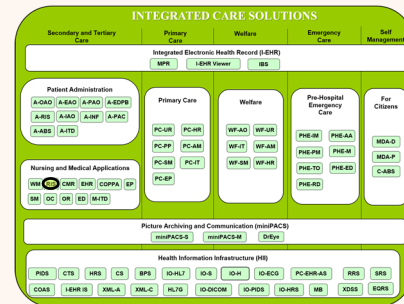 INTEGRATED CARE SOLUTIONS
Secondary and Tertiary Care
Primary Care
Welfare
Emergency Care
Self Management
Integrated Electronic Health Record (I-EHR)
MPR I-EHR Viewer IBS
Patient Administration
A-OAO A-EAO A-PAO A-EDPB
A-RIS A-IAO A-INF A-PAC
A-ABS A-ITD
Primary Care
PC-UR PC-HR
PC-PP PC-AM
PC-SM PC-IT
PC-EP
Welfare
WF-AO WF-UR
WF-IT WF-AM
WF-SM WF-HR
Pre-Hospital Emergency Care
PHE-IM PHE-AA
PHE-PM PHE-M
PHE-TO PHE-ED
PHE-RD
For Citizens
MDA-D
MDA-P
C-ABS
Nursing and Medical Applications
WM CMR EHR COPPA EP
SM OC OR ED M-ITD
Picture Archiving and Communication (miniPACS)
miniPACS-S miniPACS-M DrEye
Health Information Infrastructure (HII)
PIDS CTS HRS CS BPS IO-HL7 IO-S IO-H IO-ECG PC-EHR-AS RRS SRS
COAS I-EHR IS XML-A XML-C HL7G IO-DICOM IO-PIDS IO-HRS MB XDSS EQRS